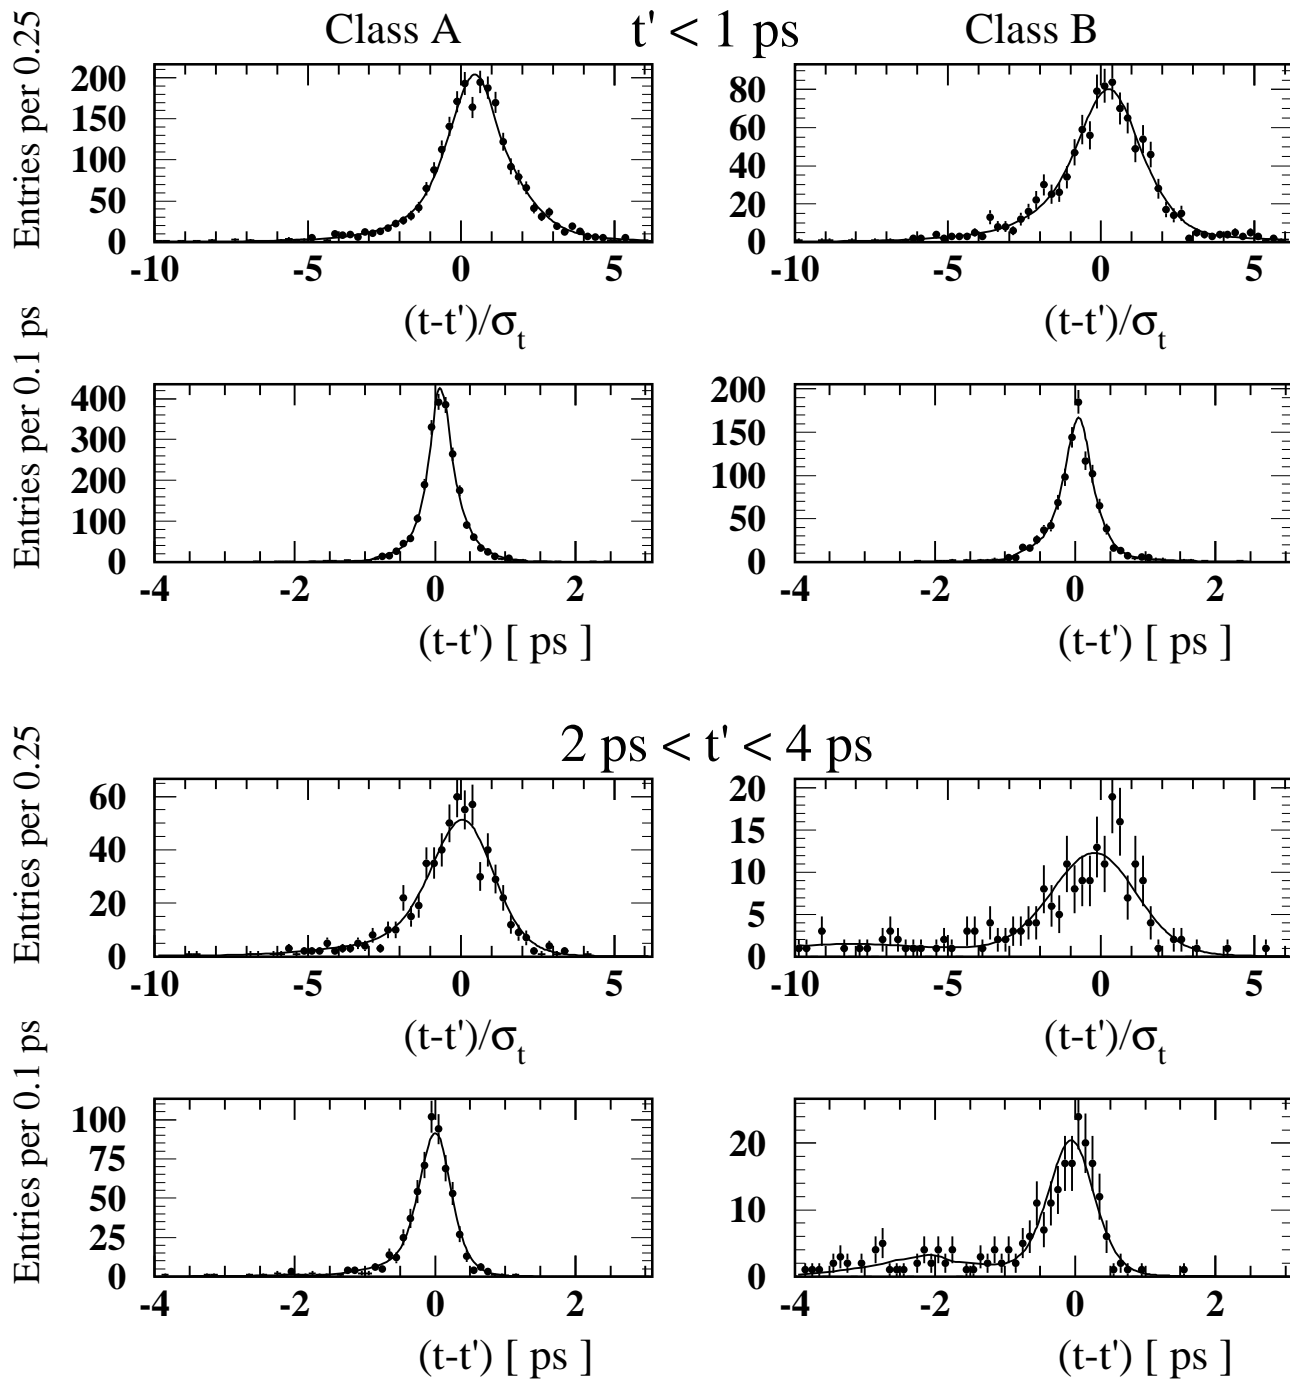 Class A t' < 1 ps Class B
Entries per 0.25
200
150
100
50
0
-10 -5 0 5
(t-t')/σt
80
60
40
20
0
-10 -5 0 5
(t-t')/σt
Entries per 0.1 ps
400
300
200
100
0
-4 -2 0 2
(t-t') [ ps ]
200
150
100
50
0
-4 -2 0 2
(t-t') [ ps ]
2 ps < t' < 4 ps
Entries per 0.25
60
40
20
0
-10 -5 0 5
(t-t')/σt
20
15
10
5
0
-10 -5 0 5
(t-t')/σt
Entries per 0.1 ps
100
75
50
25
0
-4 -2 0 2
(t-t') [ ps ]
20
10
0
-4 -2 0 2
(t-t') [ ps ]